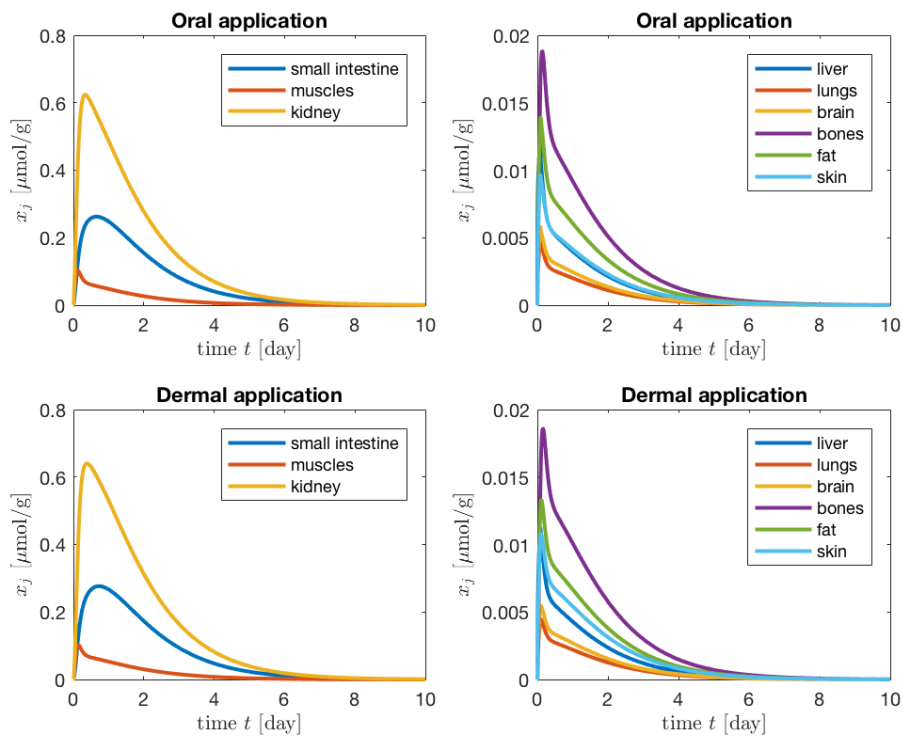 Oral application
0.8
0.6
0.4
0.2
0
x_j [μmol/g]
small intestine
muscles
kidney
0 2 4 6 8 10
time t [day]
Oral application
0.02
0.015
0.01
0.005
0
x_j [μmol/g]
liver
lungs
brain
bones
fat
skin
0 2 4 6 8 10
time t [day]
Dermal application
0.8
0.6
0.4
0.2
0
x_j [μmol/g]
small intestine
muscles
kidney
0 2 4 6 8 10
time t [day]
Dermal application
0.02
0.015
0.01
0.005
0
x_j [μmol/g]
liver
lungs
brain
bones
fat
skin
0 2 4 6 8 10
time t [day]